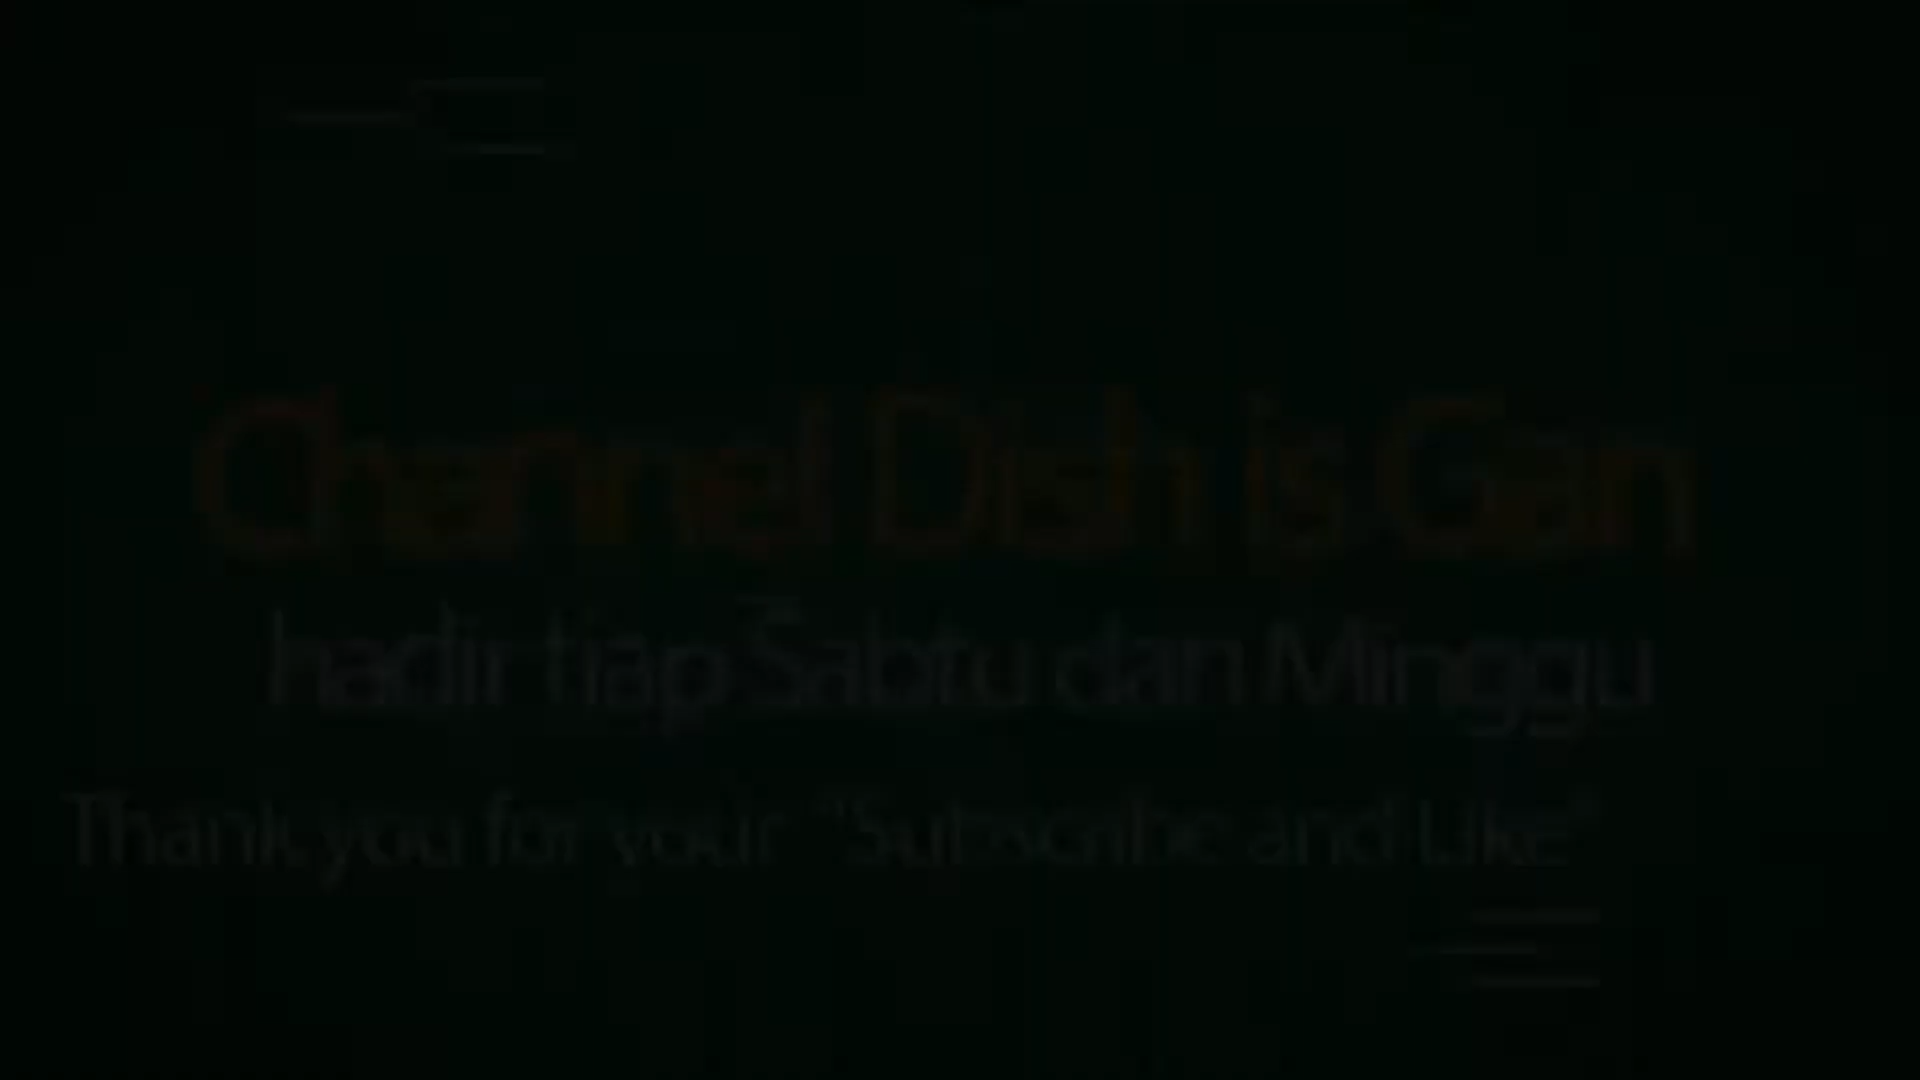 Channel Dish is Gan
hadir tiap Sabtu dan Minggu
Thank you for your "Subscribe and Like"